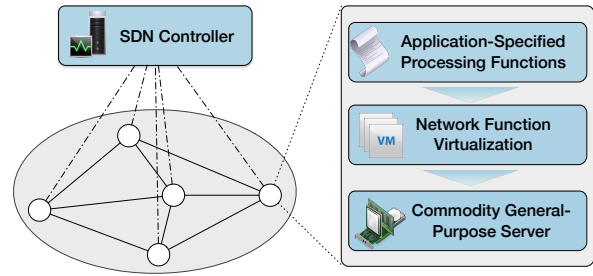 SDN Controller
Application-Specified
Processing Functions
VM
Network Function
Virtualization
Commodity General-
Purpose Server